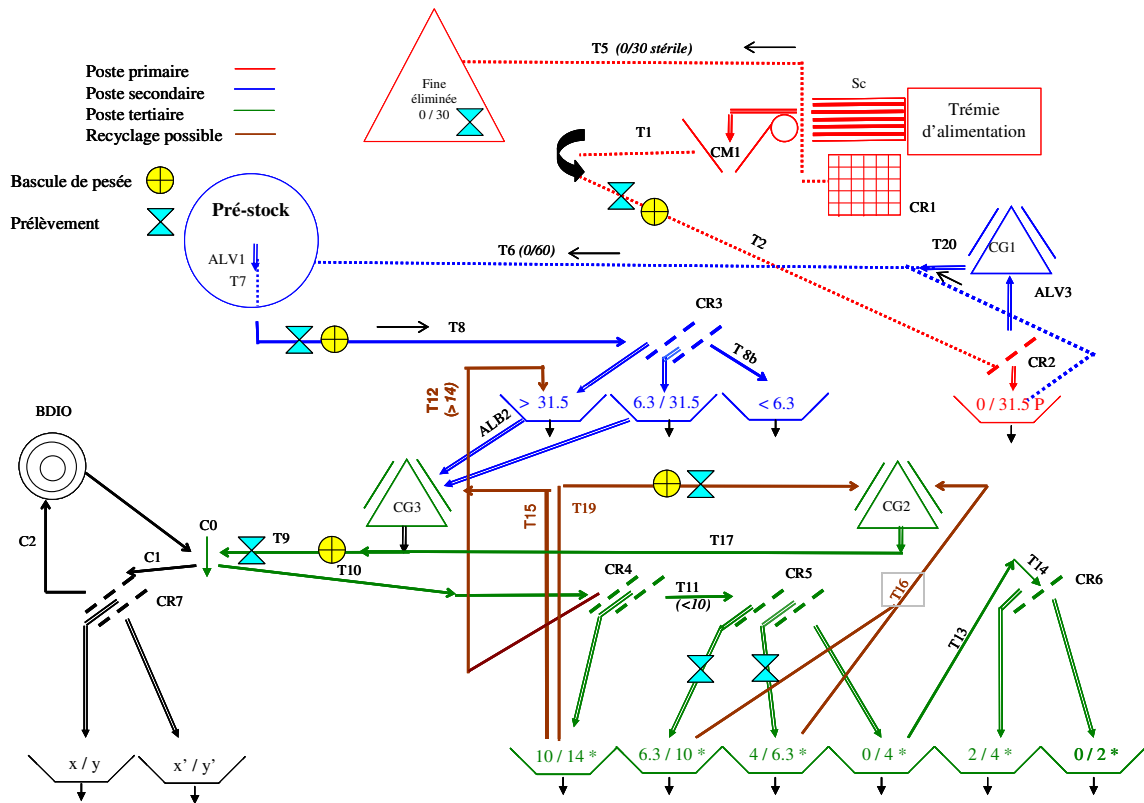 T5 (0/30 stérile)
Poste primaire
Poste secondaire
Poste tertiaire
Recyclage possible
Fine
éliminée
0 / 30
Sc
Trémie
d'alimentation
T1
CM1
CR1
Bascule de pesée
Prélèvement
Pré-stock
ALV1
T7
T6 (0/60)
T2
T20
CG1
ALV3
T8
CR3
T 8b
CR2
T12
(>14)
> 31.5
6.3 / 31.5
< 6.3
0 / 31.5 P
ALB2
BDIO
CG3
T15
T19
CG2
C2
C0
C1
T9
T10
T17
CR7
CR4
T11
(<10)
CR5
T16
T14
CR6
T13
x / y
x' / y'
10 / 14 *
6.3 / 10 *
4 / 6.3 *
0 / 4 *
2 / 4 *
0 / 2 *